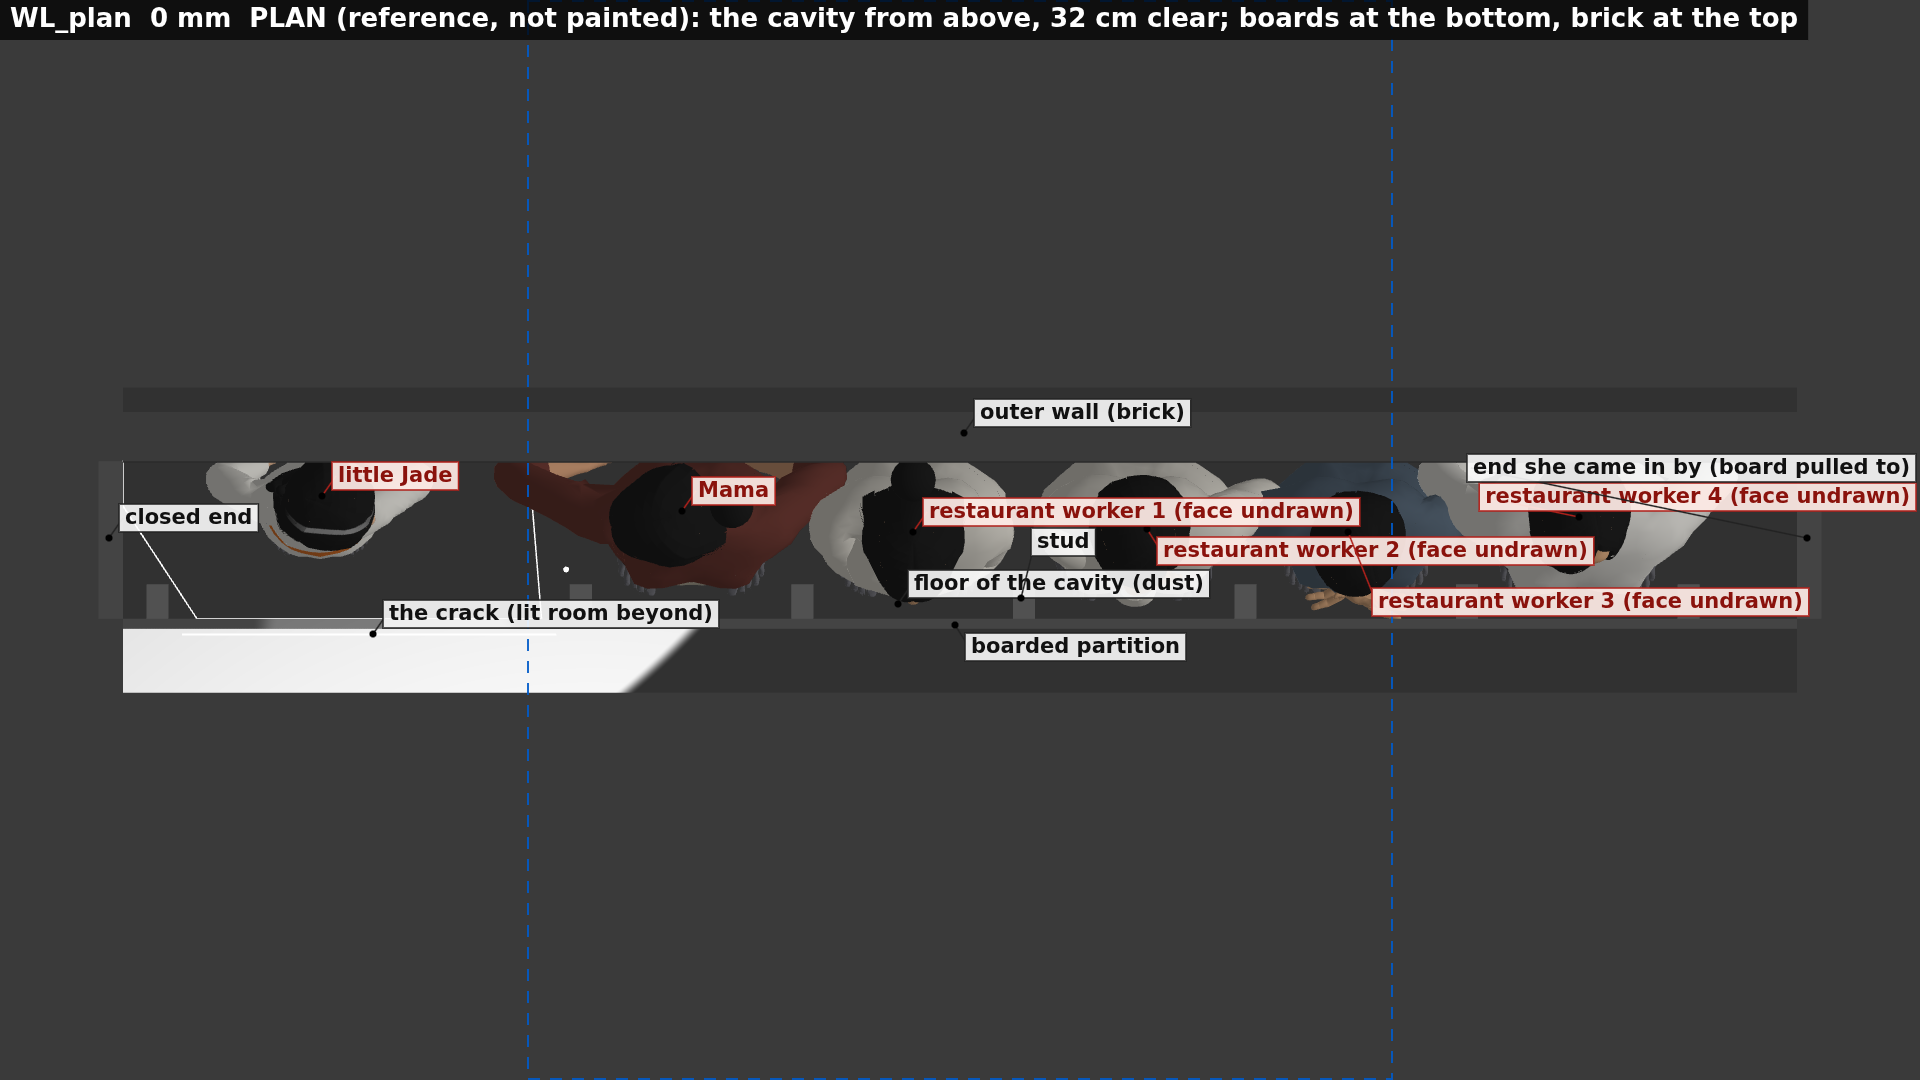 WL_plan  0 mm  PLAN (reference, not painted): the cavity from above, 32 cm clear; boards at the bottom, brick at the top
outer wall (brick)
end she came in by (board pulled to)
little Jade
Mama
restaurant worker 4 (face undrawn)
restaurant worker 1 (face undrawn)
closed end
stud
restaurant worker 2 (face undrawn)
floor of the cavity (dust)
restaurant worker 3 (face undrawn)
the crack (lit room beyond)
boarded partition